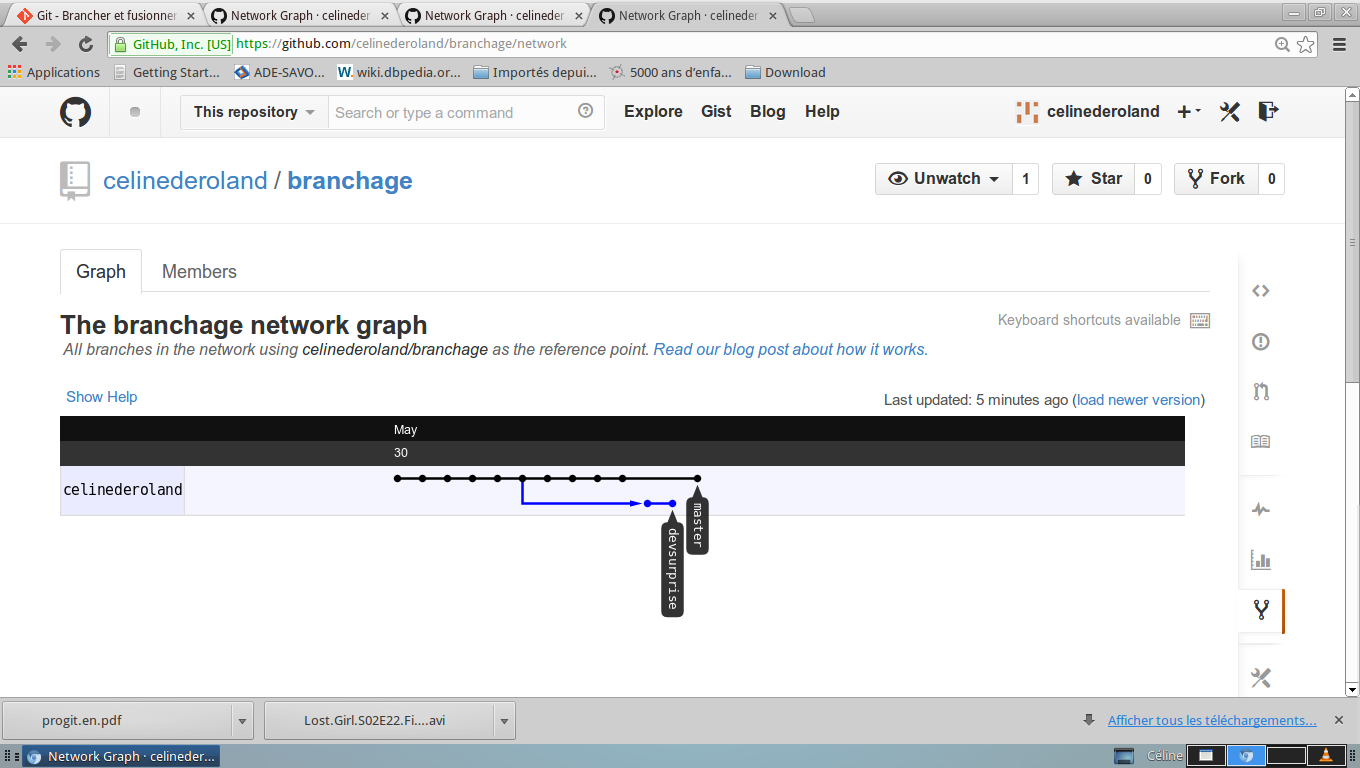 Git - Brancher et fusionner
Network Graph · celinedero
Network Graph · celinedero
Network Graph · celinedero
GitHub, Inc. [US] https://github.com/celinederoland/branchage/network
Applications Getting Start... ADE-SAVO... wiki.dbpedia.or... Importés depui... 5000 ans d'enfa... Download
This repository Search or type a command Explore Gist Blog Help celinederoland
celinederoland / branchage
Unwatch 1 Star 0 Fork 0
Graph Members
The branchage network graph
Keyboard shortcuts available
All branches in the network using celinederoland/branchage as the reference point. Read our blog post about how it works.
Show Help
Last updated: 5 minutes ago (load newer version)
May
30
celinederoland
master
devsurprise
progit.en.pdf Lost.Girl.S02E22.Fi....avi Afficher tous les téléchargements...
Network Graph · celineder... Céline